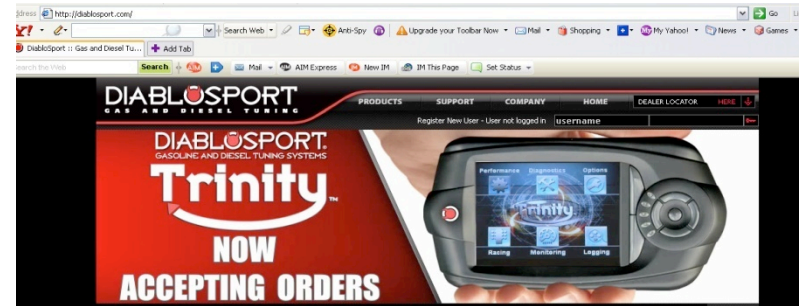 Address http://diablosport.com/ Go
Y! Search Web Anti-Spy Upgrade your Toolbar Now Mail Shopping My Yahoo! News Games
DiabloSport :: Gas and Diesel Tu... Add Tab
Search the Web Search Mail AIM Express New IM IM This Page Set Status
DIABLOSPORT
GAS AND DIESEL TUNING
PRODUCTS SUPPORT COMPANY HOME DEALER LOCATOR HERE
Register New User - User not logged in username
DIABLOSPORT.
GASOLINE AND DIESEL TUNING SYSTEMS
Trinity™
NOW
ACCEPTING ORDERS
Performance Diagnostics Options
Trinity
Racing Monitoring Logging